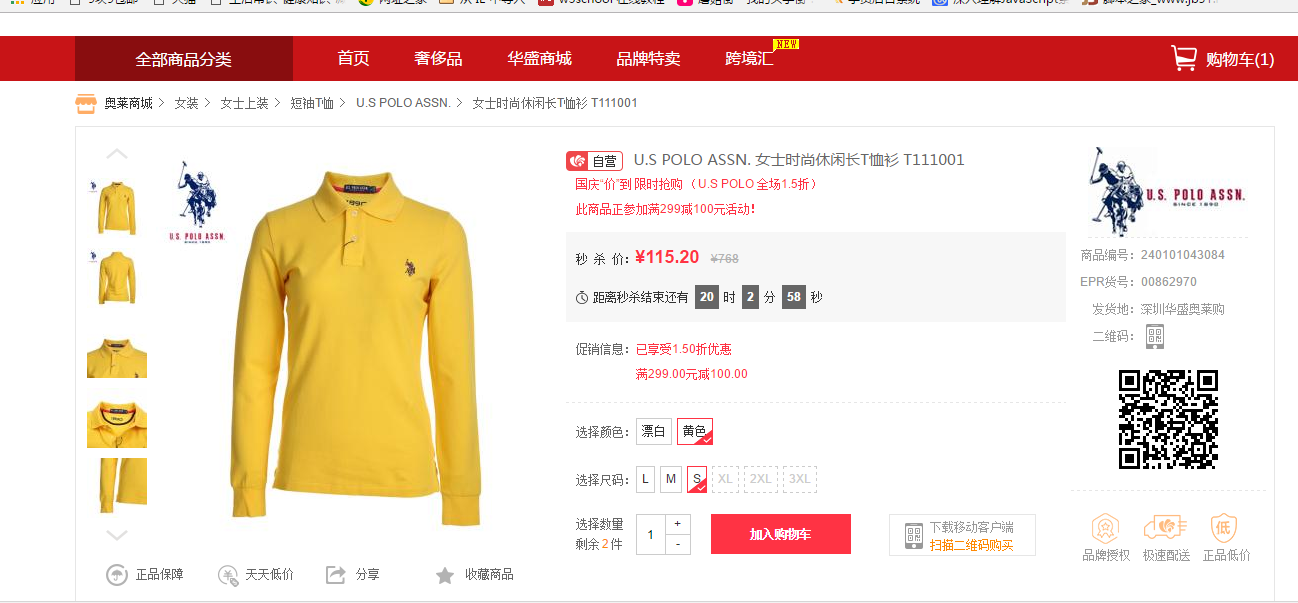 全部商品分类
首页
奢侈品
华盛商城
品牌特卖
跨境汇
NEW
购物车(1)
奥莱商城 > 女装 > 女士上装 > 短袖T恤 > U.S POLO ASSN. > 女士时尚休闲长T恤衫 T111001
U.S. POLO ASSN.
SINCE 1890
自营
U.S POLO ASSN. 女士时尚休闲长T恤衫 T111001
国庆“价”到 限时抢购 （U.S POLO 全场1.5折）
此商品正参加满299减100元活动！
秒 杀 价: ¥115.20 ¥768
距离秒杀结束还有 20 时 2 分 58 秒
促销信息: 已享受1.50折优惠
满299.00元减100.00
选择颜色: 漂白 黄色
选择尺码: L M S XL 2XL 3XL
选择数量
剩余 2 件
1
+
-
加入购物车
下载移动客户端
扫描二维码购买
正品保障
天天低价
分享
收藏商品
U.S. POLO ASSN.
SINCE 1890
商品编号: 240101043084
EPR货号: 00862970
发货地: 深圳华盛奥莱购
二维码:
低
品牌授权
极速配送
正品低价